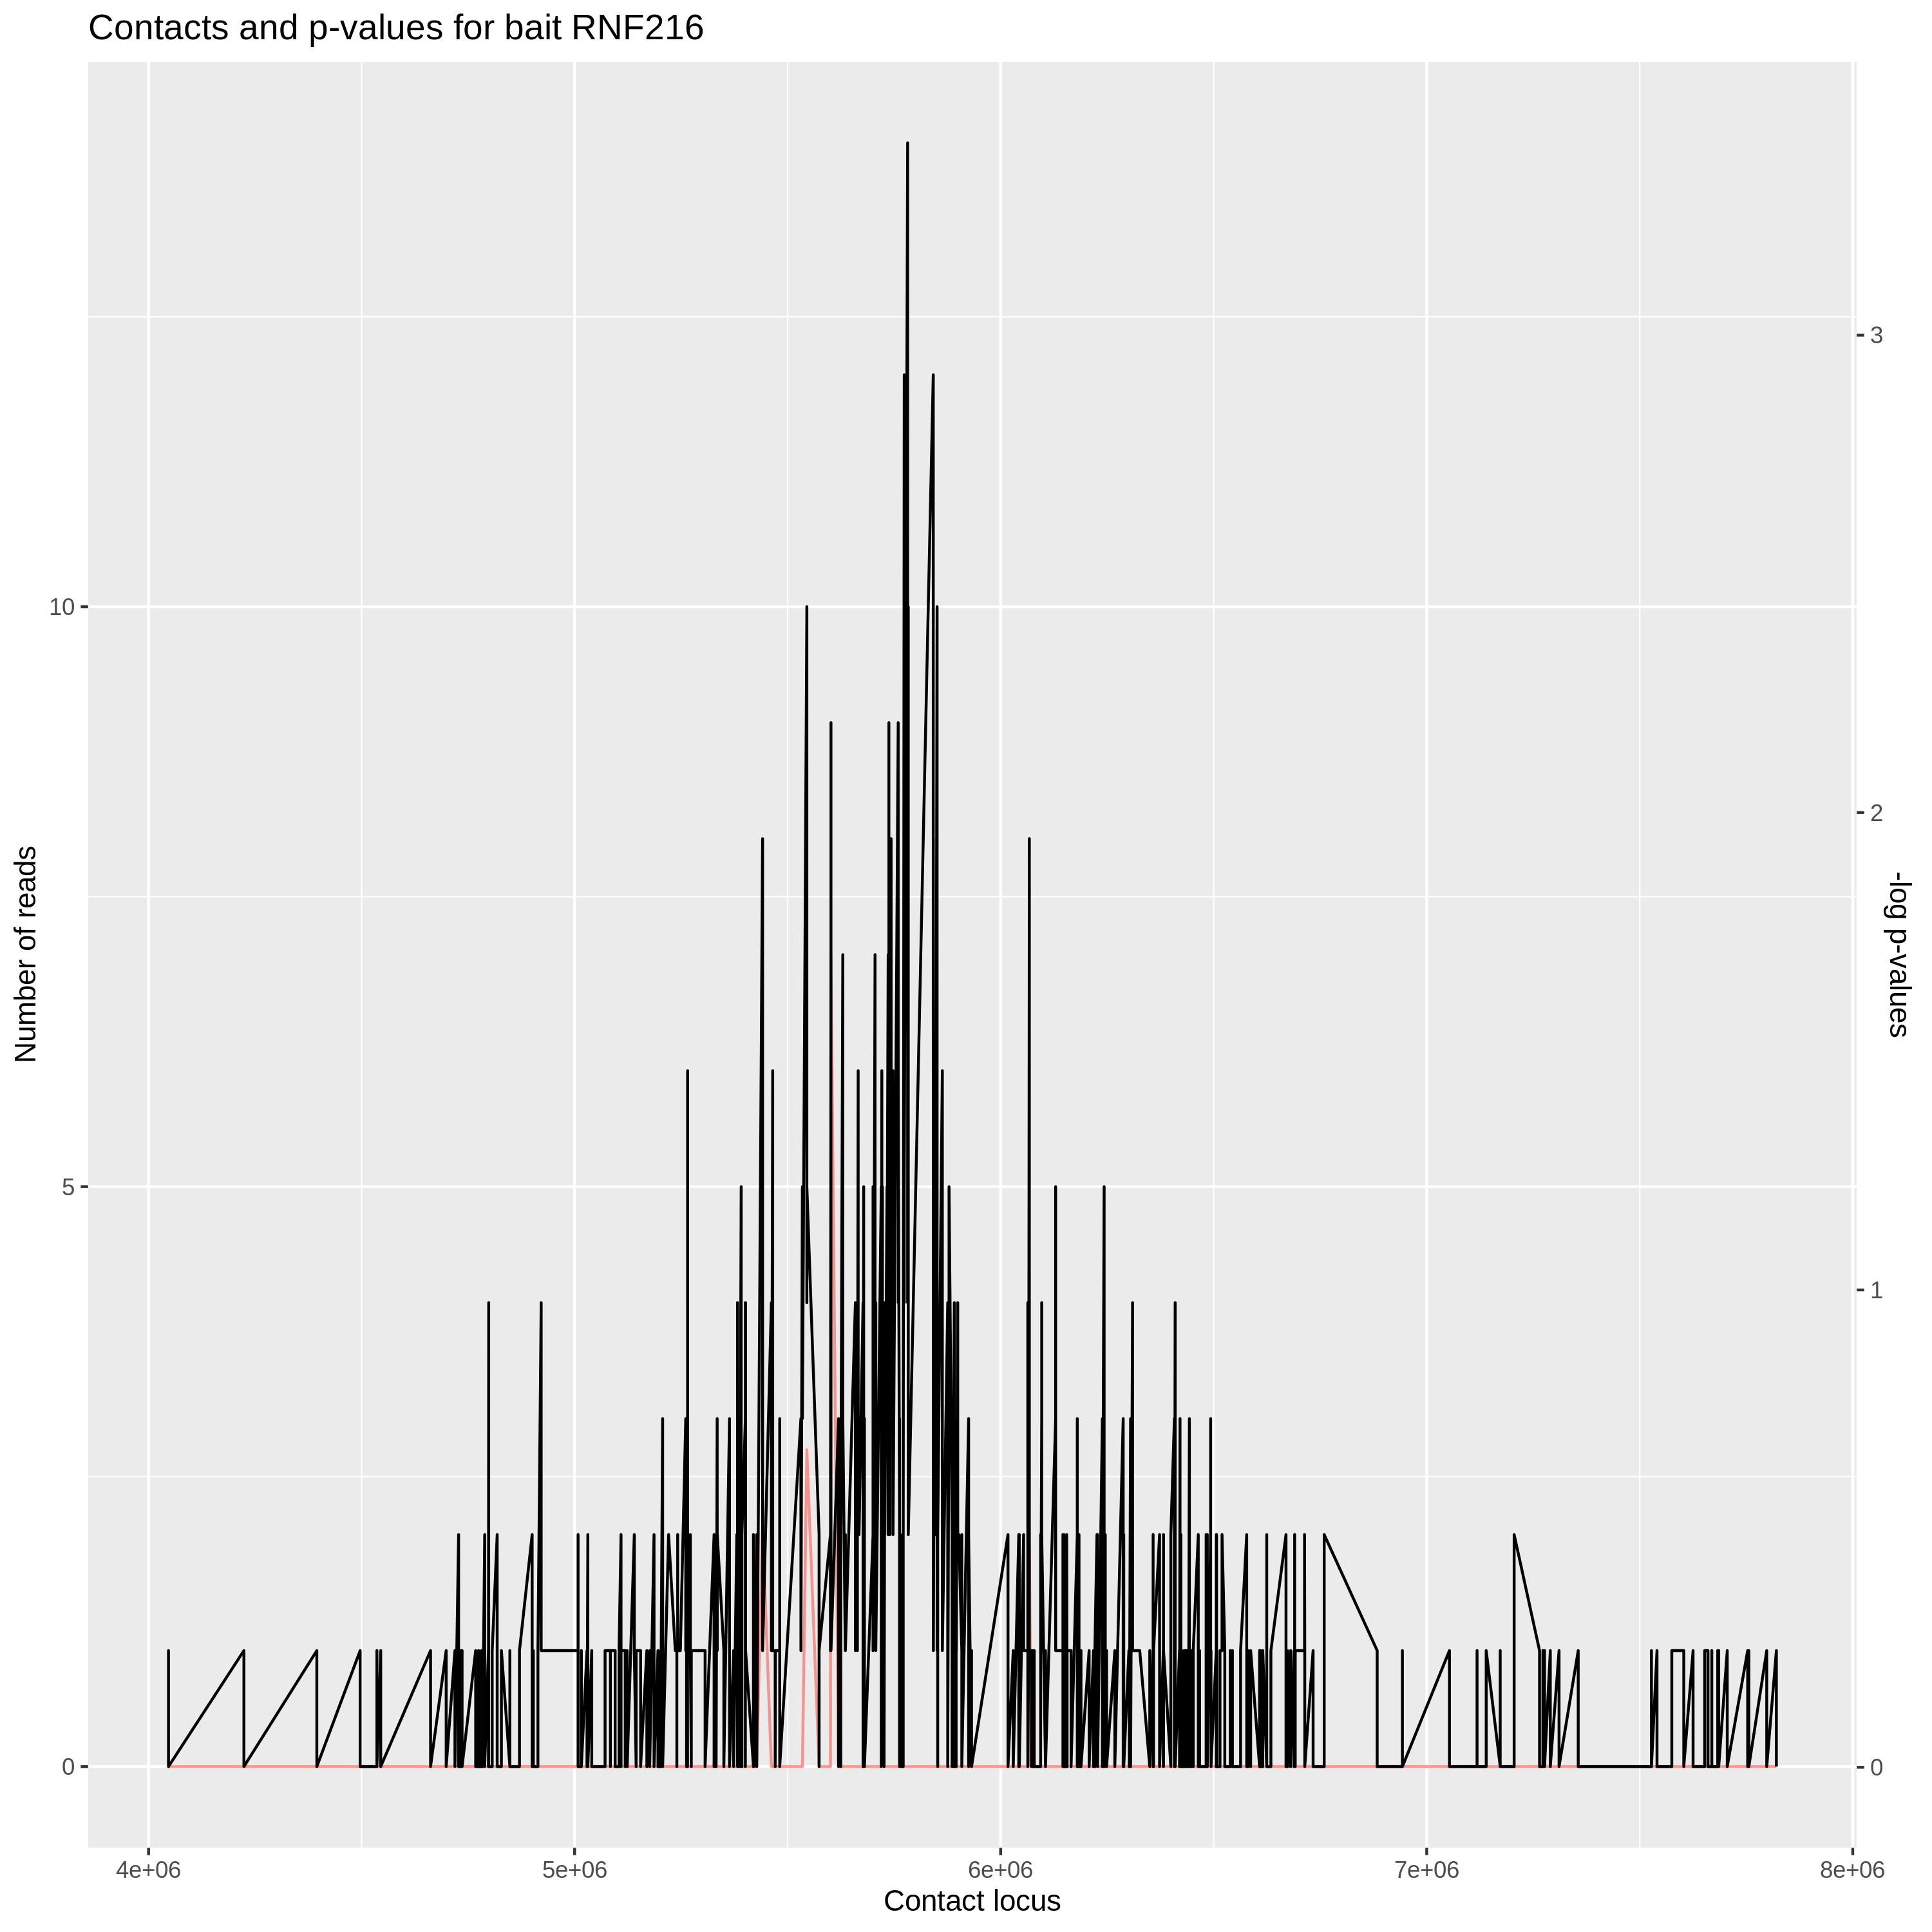 Contacts and p-values for bait RNF216
Number of reads
10
5
0
3
2
1
0
-log p-values
4e+06 5e+06 6e+06 7e+06 8e+06
Contact locus